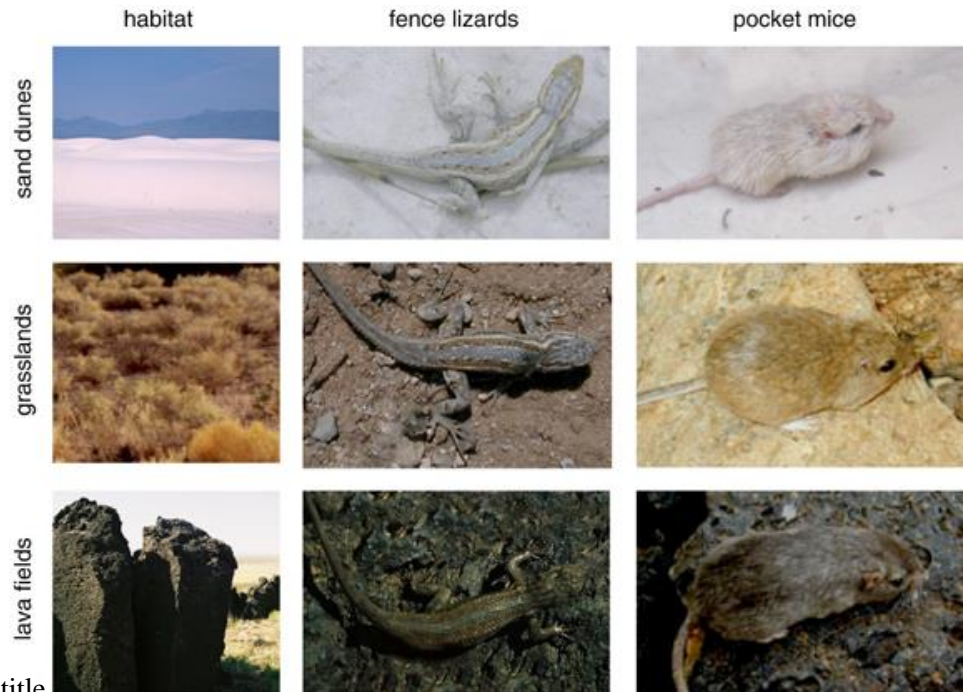 habitat fence lizards pocket mice
sand dunes
grasslands
lava fields
title